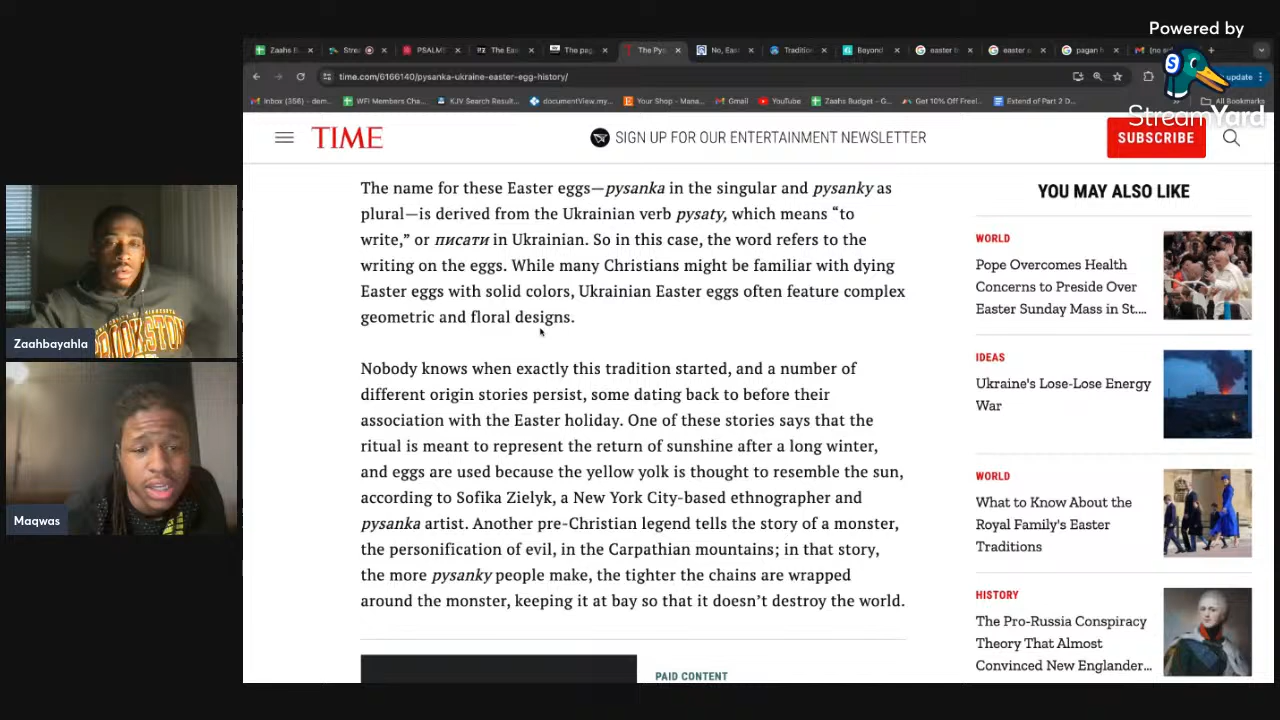 Powered by
StreamYard
Zaahs B...
Stre
PSALM
The Eas
The pag
The Pys
No, Eas
Tradition
Beyond
easter
easter
pagan h
time.com/6166140/pysanka-ukraine-easter-egg-history/
update
Inbox (356) - dem...
WFI Members Cha...
KJV Search Result...
documentView.my...
Your Shop - Mana...
Gmail
YouTube
Zaahs Budget - G...
Get 10% Off Freel...
Extend of Part 2 D...
All Bookmarks
TIME
SIGN UP FOR OUR ENTERTAINMENT NEWSLETTER
SUBSCRIBE
The name for these Easter eggs—pysanka in the singular and pysanky as
plural—is derived from the Ukrainian verb pysaty, which means “to
write,” or писати in Ukrainian. So in this case, the word refers to the
writing on the eggs. While many Christians might be familiar with dying
Easter eggs with solid colors, Ukrainian Easter eggs often feature complex
geometric and floral designs.
Nobody knows when exactly this tradition started, and a number of
different origin stories persist, some dating back to before their
association with the Easter holiday. One of these stories says that the
ritual is meant to represent the return of sunshine after a long winter,
and eggs are used because the yellow yolk is thought to resemble the sun,
according to Sofika Zielyk, a New York City-based ethnographer and
pysanka artist. Another pre-Christian legend tells the story of a monster,
the personification of evil, in the Carpathian mountains; in that story,
the more pysanky people make, the tighter the chains are wrapped
around the monster, keeping it at bay so that it doesn’t destroy the world.
PAID CONTENT
YOU MAY ALSO LIKE
WORLD
Pope Overcomes Health
Concerns to Preside Over
Easter Sunday Mass in St....
IDEAS
Ukraine's Lose-Lose Energy
War
WORLD
What to Know About the
Royal Family's Easter
Traditions
HISTORY
The Pro-Russia Conspiracy
Theory That Almost
Convinced New Englander...
Zaahbayahla
Maqwas